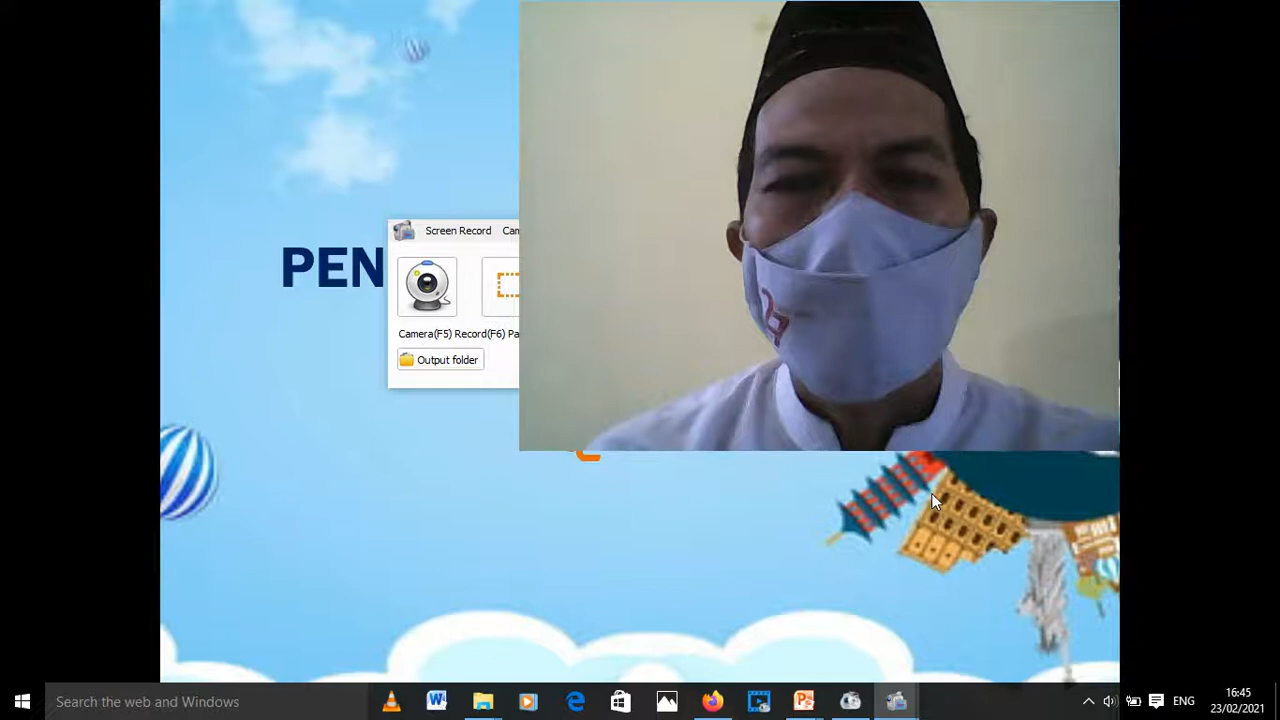 PEN
Screen Record Ca
Camera(F5) Record(F6) Pa
Output folder
Search the web and Windows
ENG
16:45
23/02/2021